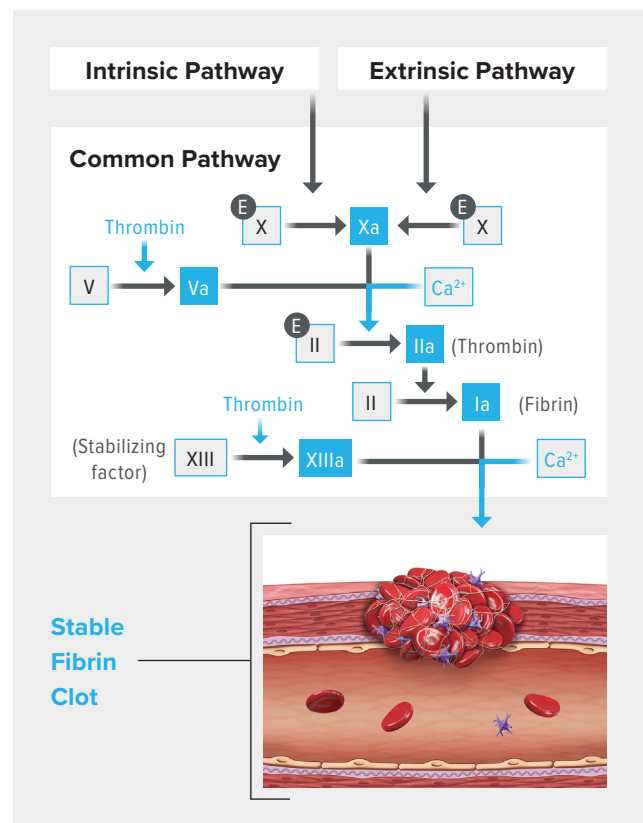 Intrinsic Pathway
Extrinsic Pathway
Common Pathway
E
X
Xa
E
X
Thrombin
V
Va
Ca²⁺
E
II
IIa
(Thrombin)
II
Ia
(Fibrin)
Thrombin
(Stabilizing
factor)
XIII
XIIIa
Ca²⁺
Stable
Fibrin
Clot